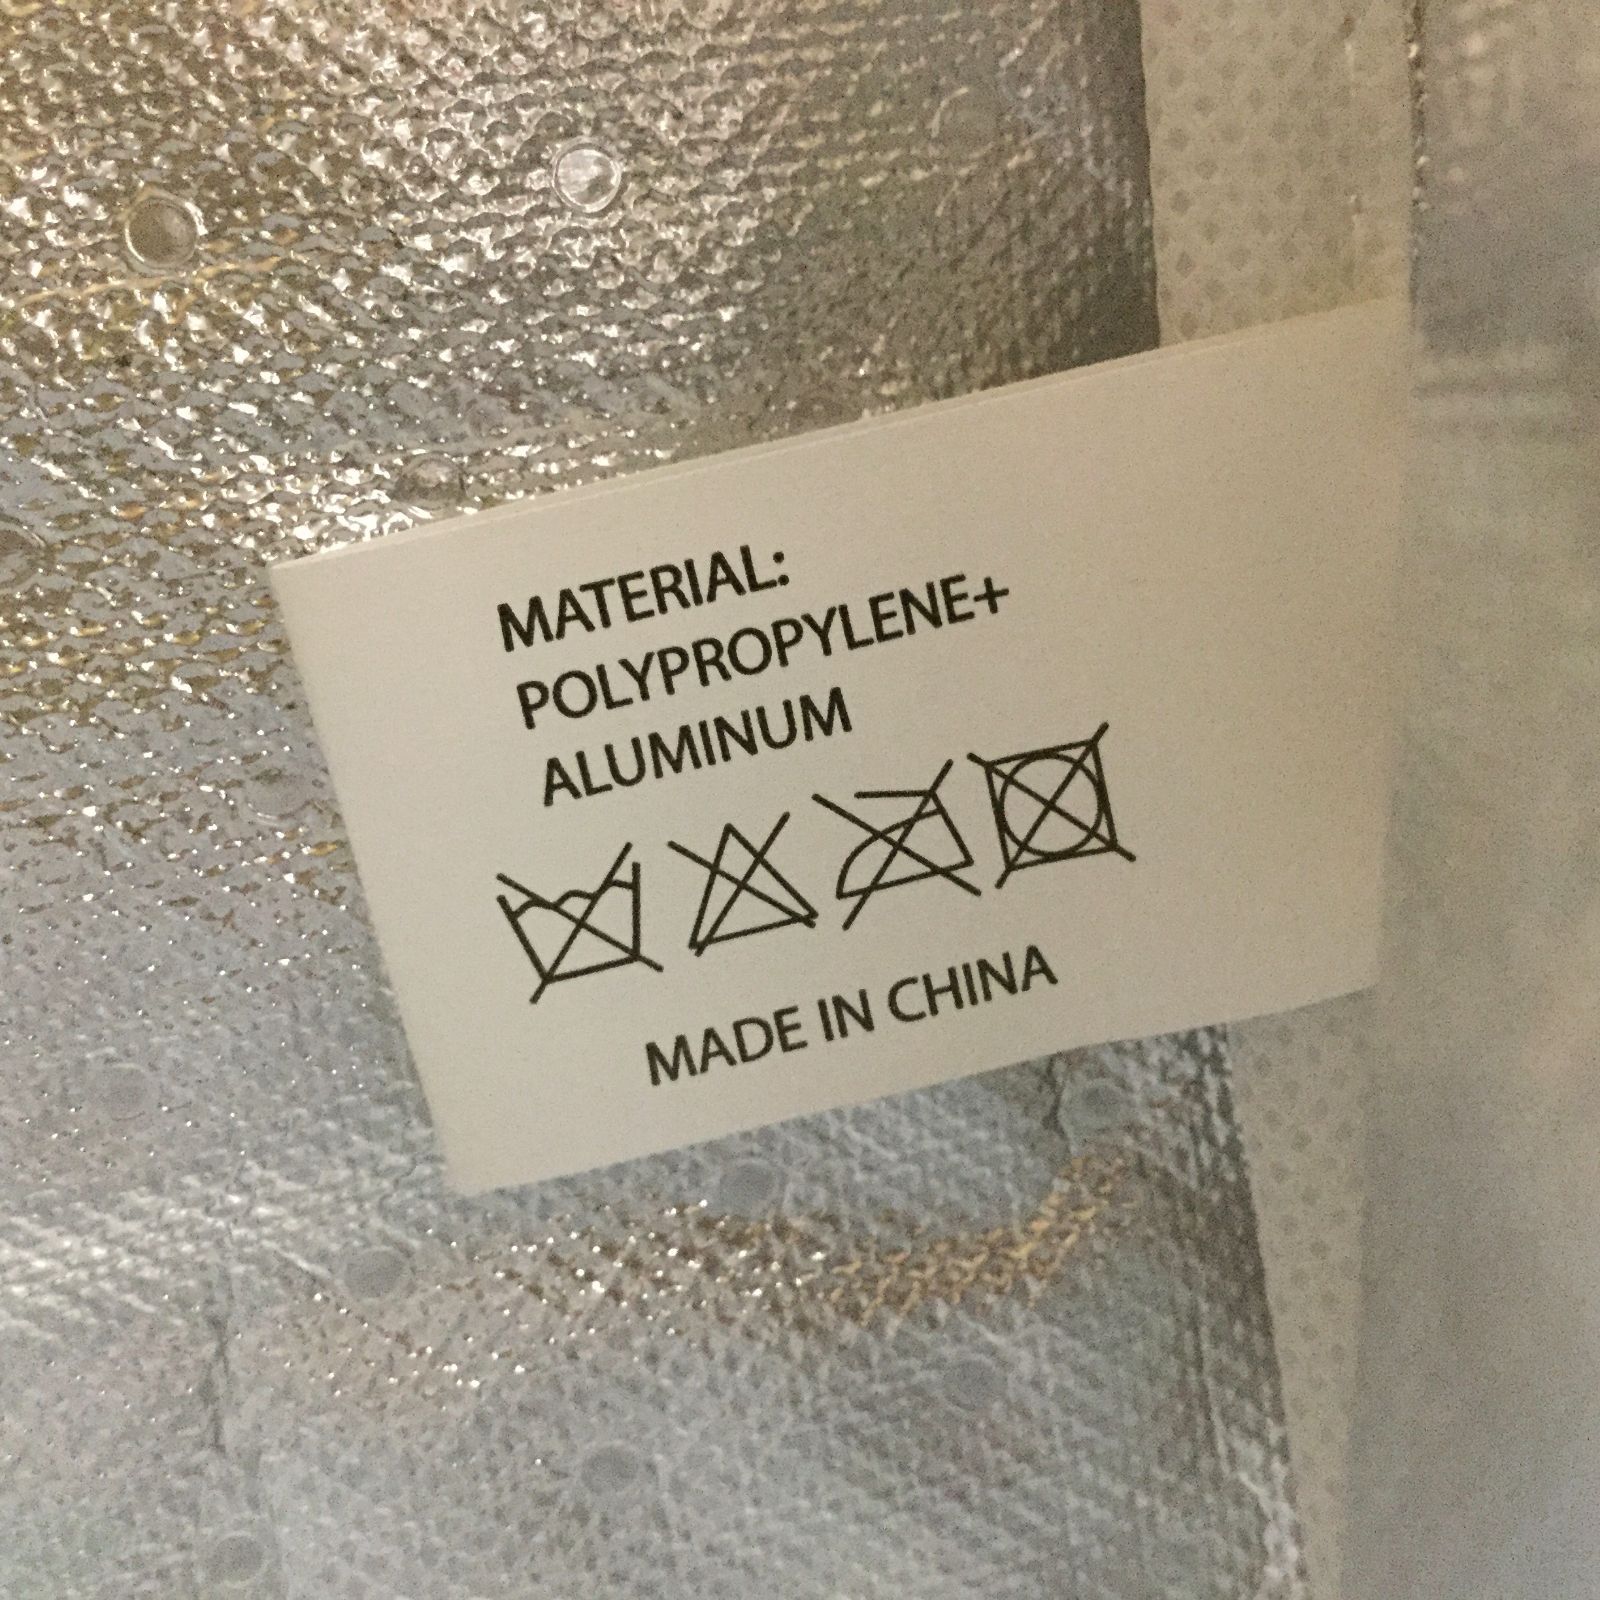 MATERIAL:
POLYPROPYLENE+
ALUMINUM
MADE IN CHINA